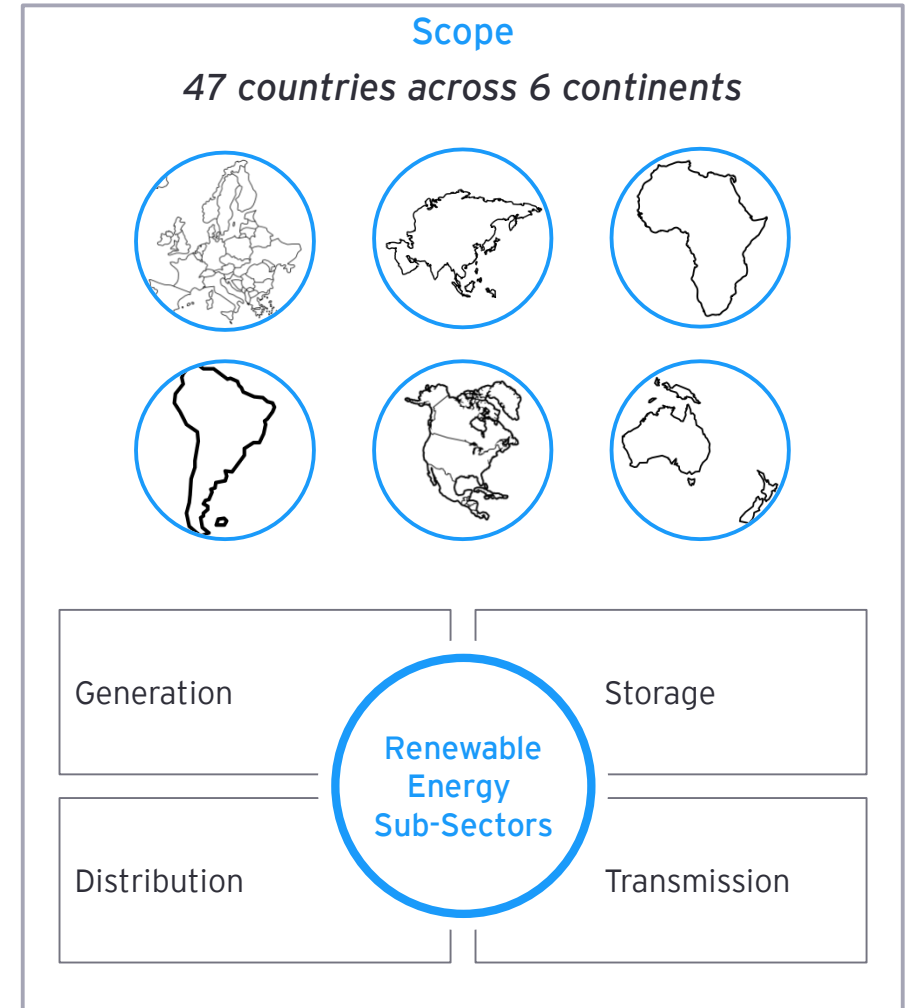 Scope
47 countries across 6 continents
Generation
Storage
Renewable
Energy
Sub-Sectors
Distribution
Transmission